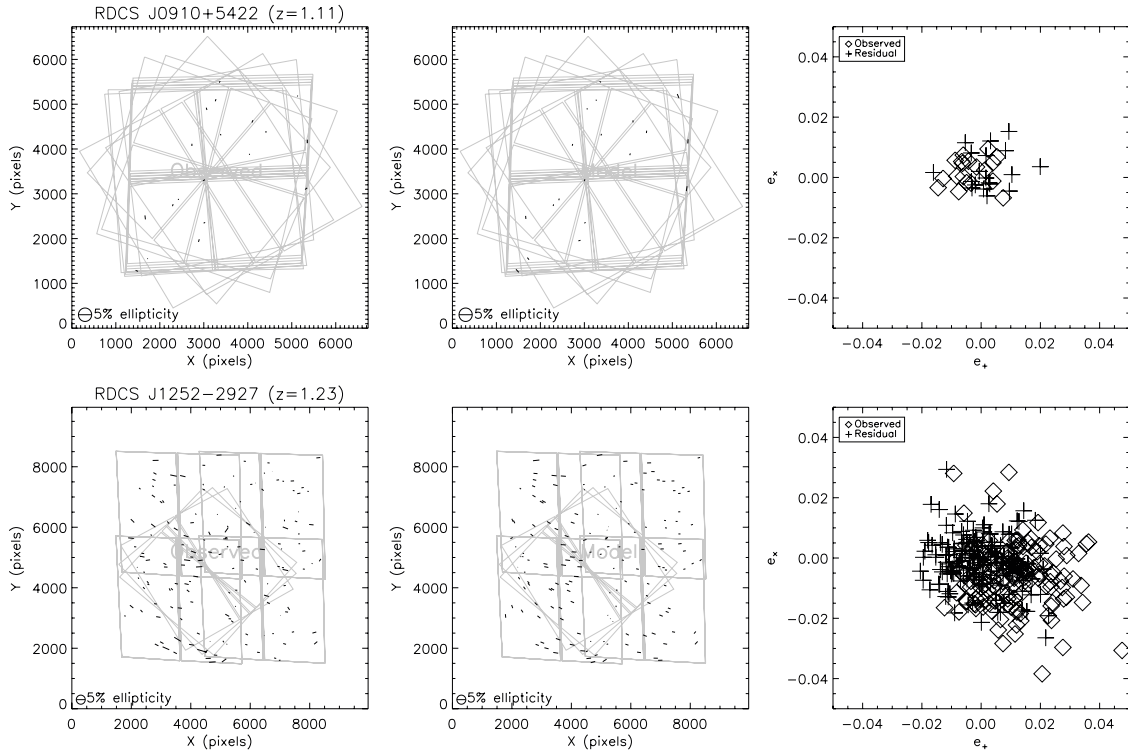 RDCS J0910+5422 (z=1.11)
6000
5000
4000
3000
2000
1000
0
Y (pixels)
Observed
5% ellipticity
0 1000 2000 3000 4000 5000 6000
X (pixels)
6000
5000
4000
3000
2000
1000
0
Y (pixels)
Model
5% ellipticity
0 1000 2000 3000 4000 5000 6000
X (pixels)
Observed
Residual
0.04
0.02
0.00
−0.02
−0.04
e×
−0.04 −0.02 0.00 0.02 0.04
e+
RDCS J1252−2927 (z=1.23)
8000
6000
4000
2000
0
Y (pixels)
Observed
5% ellipticity
0 2000 4000 6000 8000
X (pixels)
8000
6000
4000
2000
0
Y (pixels)
Model
5% ellipticity
0 2000 4000 6000 8000
X (pixels)
Observed
Residual
0.04
0.02
0.00
−0.02
−0.04
e×
−0.04 −0.02 0.00 0.02 0.04
e+